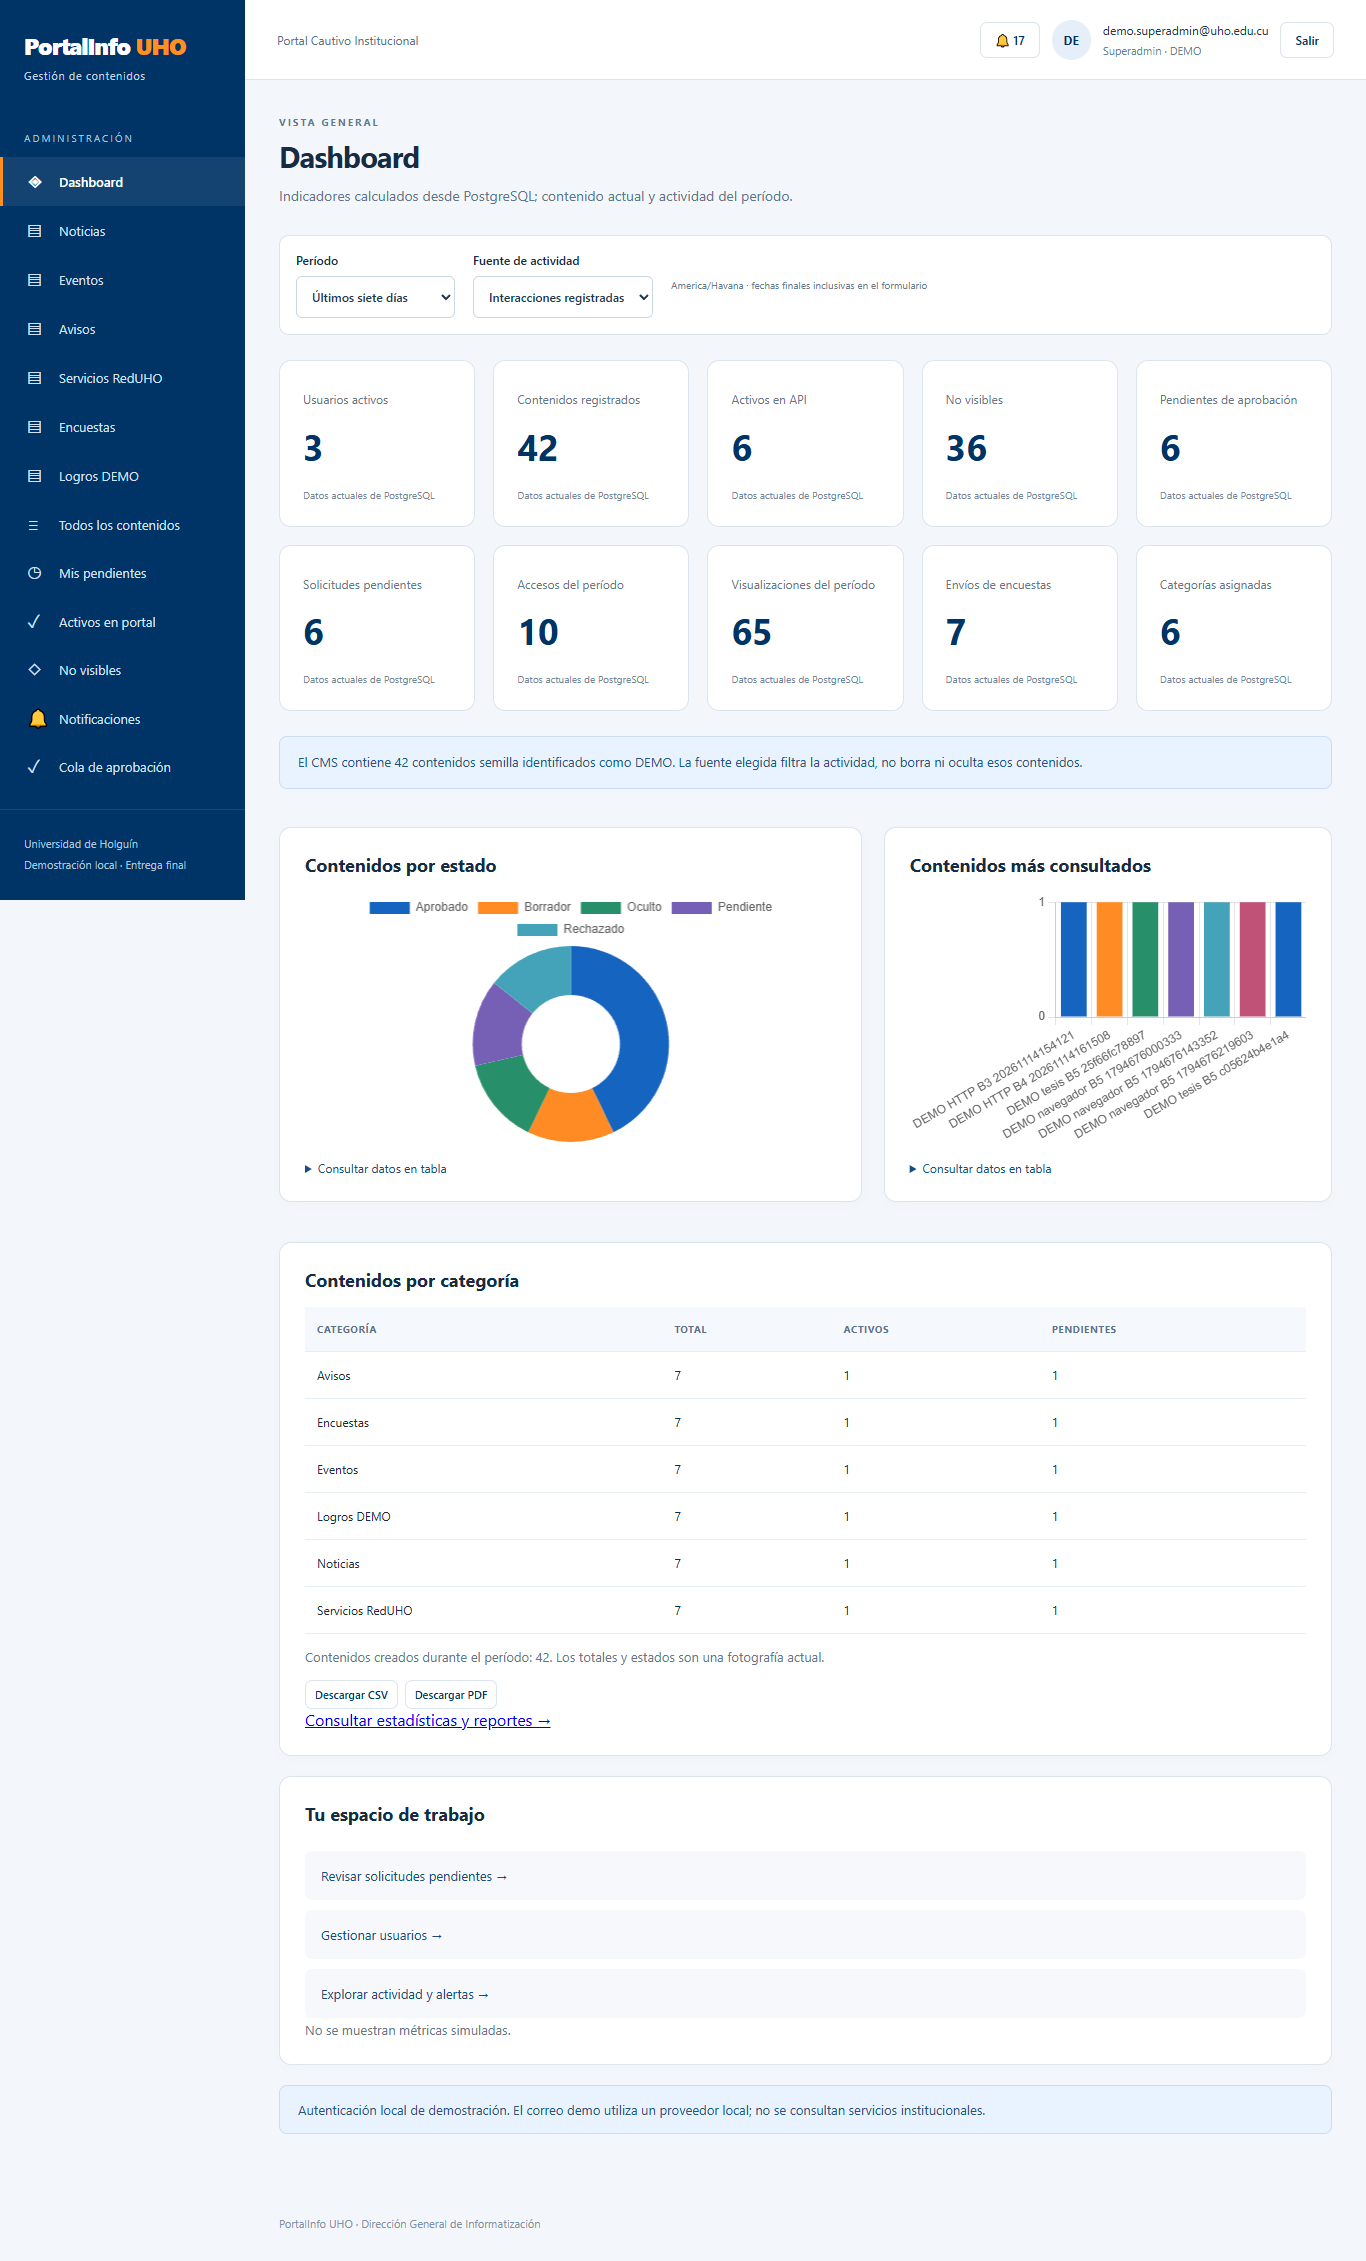 PortalInfo UHO
Gestión de contenidos
ADMINISTRACIÓN
Dashboard
Noticias
Eventos
Avisos
Servicios RedUHO
Encuestas
Logros DEMO
Todos los contenidos
Mis pendientes
Activos en portal
No visibles
Notificaciones
Cola de aprobación
Universidad de Holguín
Demostración local · Entrega final
Portal Cautivo Institucional
17
DE
demo.superadmin@uho.edu.cu
Superadmin · DEMO
Salir
VISTA GENERAL
Dashboard
Indicadores calculados desde PostgreSQL; contenido actual y actividad del período.
Período
Últimos siete días
Fuente de actividad
Interacciones registradas
America/Havana · fechas finales inclusivas en el formulario
Usuarios activos
3
Datos actuales de PostgreSQL
Contenidos registrados
42
Datos actuales de PostgreSQL
Activos en API
6
Datos actuales de PostgreSQL
No visibles
36
Datos actuales de PostgreSQL
Pendientes de aprobación
6
Datos actuales de PostgreSQL
Solicitudes pendientes
6
Datos actuales de PostgreSQL
Accesos del período
10
Datos actuales de PostgreSQL
Visualizaciones del período
65
Datos actuales de PostgreSQL
Envíos de encuestas
7
Datos actuales de PostgreSQL
Categorías asignadas
6
Datos actuales de PostgreSQL
El CMS contiene 42 contenidos semilla identificados como DEMO. La fuente elegida filtra la actividad, no borra ni oculta esos contenidos.
Contenidos por estado
Aprobado Borrador Oculto Pendiente
Rechazado
Consultar datos en tabla
Contenidos más consultados
1
0
DEMO HTTP B3 20261114154121
DEMO HTTP B4 20261114161508
DEMO tesis B5 25f66fc78897
DEMO navegador B5 1794676000333
DEMO navegador B5 1794676143352
DEMO navegador B5 1794676219603
DEMO tesis B5 c05624b4e1a4
Consultar datos en tabla
Contenidos por categoría
CATEGORÍA TOTAL ACTIVOS PENDIENTES
Avisos 7 1 1
Encuestas 7 1 1
Eventos 7 1 1
Logros DEMO 7 1 1
Noticias 7 1 1
Servicios RedUHO 7 1 1
Contenidos creados durante el período: 42. Los totales y estados son una fotografía actual.
Descargar CSV Descargar PDF
Consultar estadísticas y reportes →
Tu espacio de trabajo
Revisar solicitudes pendientes →
Gestionar usuarios →
Explorar actividad y alertas →
No se muestran métricas simuladas.
Autenticación local de demostración. El correo demo utiliza un proveedor local; no se consultan servicios institucionales.
PortalInfo UHO · Dirección General de Informatización